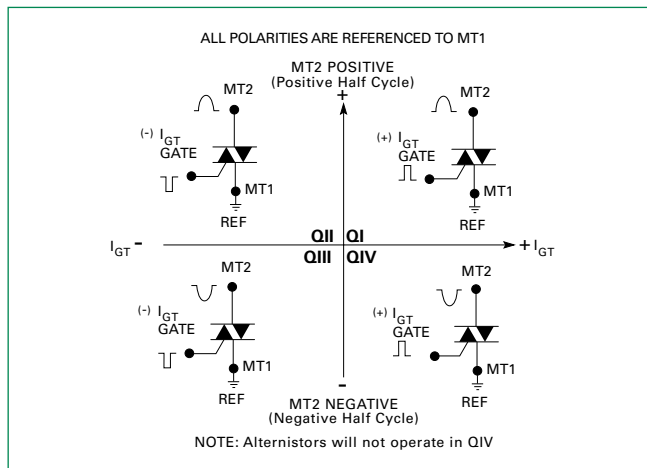 ALL POLARITIES ARE REFERENCED TO MT1
MT2 POSITIVE
(Positive Half Cycle)
+
MT2
(-) IGT
GATE
MT1
REF
MT2
(+) IGT
GATE
MT1
REF
IGT -
QII QI
QIII QIV
+ IGT
MT2
(-) IGT
GATE
MT1
REF
MT2
(+) IGT
GATE
MT1
REF
-
MT2 NEGATIVE
(Negative Half Cycle)
NOTE: Alternistors will not operate in QIV